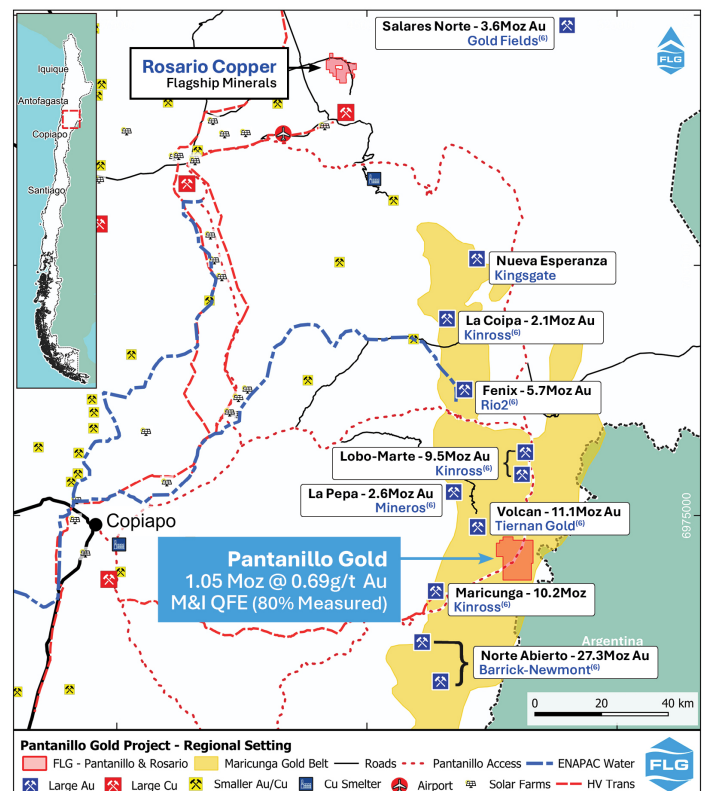 Salares Norte - 3.6Moz Au
Gold Fields(6)
FLG
Rosario Copper
Flagship Minerals
Iquique
Antofagasta
Copiapo
Santiago
Nueva Esperanza
Kingsgate
La Coipa - 2.1Moz Au
Kinross(6)
Fenix - 5.7Moz Au
Rio2(6)
Lobo-Marte - 9.5Moz Au
Kinross(6)
La Pepa - 2.6Moz Au
Mineros(6)
Volcan - 11.1Moz Au
Tiernan Gold(6)
6975000
Copiapo
Pantanillo Gold
1.05 Moz @ 0.69g/t Au
M&I QFE (80% Measured)
Maricunga - 10.2Moz
Kinross(6)
Argentina
Norte Abierto - 27.3Moz Au
Barrick-Newmont(6)
0 20 40 km
Pantanillo Gold Project - Regional Setting
FLG - Pantanillo & Rosario Maricunga Gold Belt Roads Pantanillo Access ENAPAC Water
Large Au Large Cu Smaller Au/Cu Cu Smelter Airport Solar Farms HV Trans
FLG